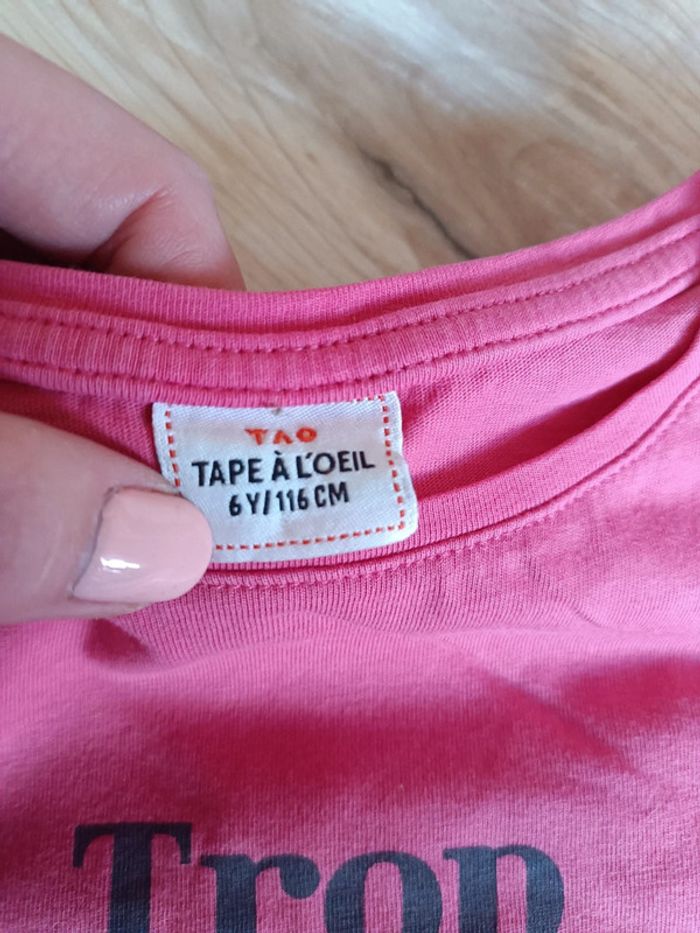 TAO
TAPE À L'OEIL
6 Y/116 CM
Trop